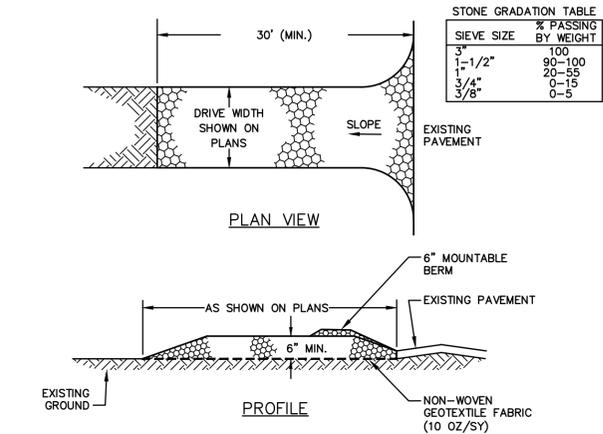 STONE GRADATION TABLE
SIEVE SIZE % PASSING BY WEIGHT
3" 100
1-1/2" 90-100
1" 20-55
3/4" 0-15
3/8" 0-5
30' (MIN.)
DRIVE WIDTH
SHOWN ON
PLANS
SLOPE
EXISTING
PAVEMENT
PLAN VIEW
6" MOUNTABLE
BERM
AS SHOWN ON PLANS
EXISTING PAVEMENT
6" MIN.
EXISTING
GROUND
PROFILE
NON-WOVEN
GEOTEXTILE FABRIC
(10 OZ/SY)